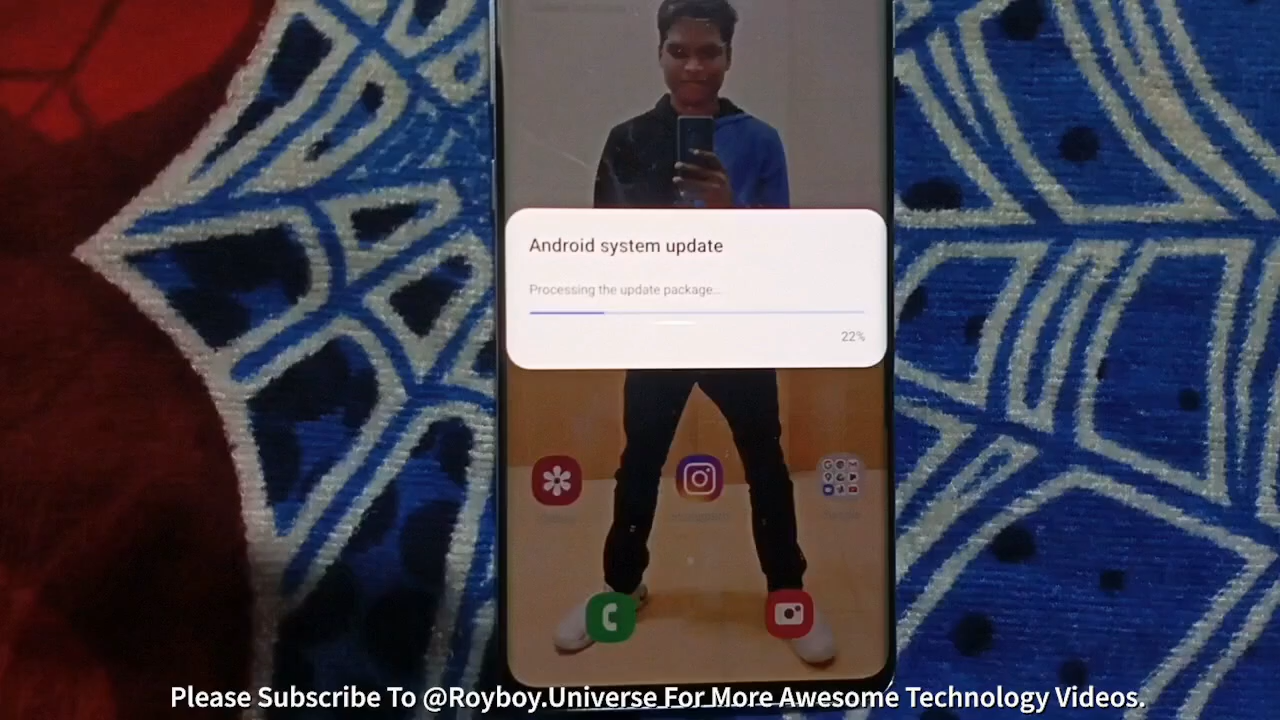 Android system update
Processing the update package...
22%
Please Subscribe To @Royboy.Universe For More Awesome Technology Videos.